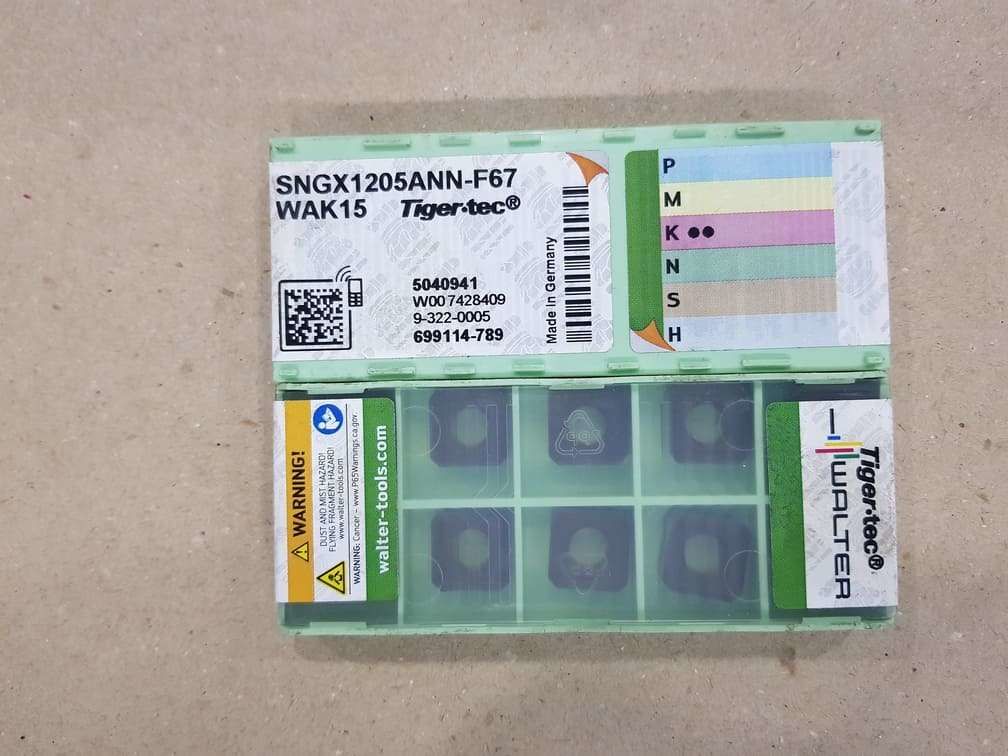 SNGX1205ANN-F67
WAK15 Tiger·tec®
5040941
W00 7428409
9-322-0005
699114-789
Made in Germany
P
M
K
N
S
H
WARNING!
DUST AND MIST HAZARD!
FLYING FRAGMENT HAZARD!
www.walter-tools.com
WARNING: Cancer - www.P65Warnings.ca.gov.
walter-tools.com
Tiger·tec®
WALTER